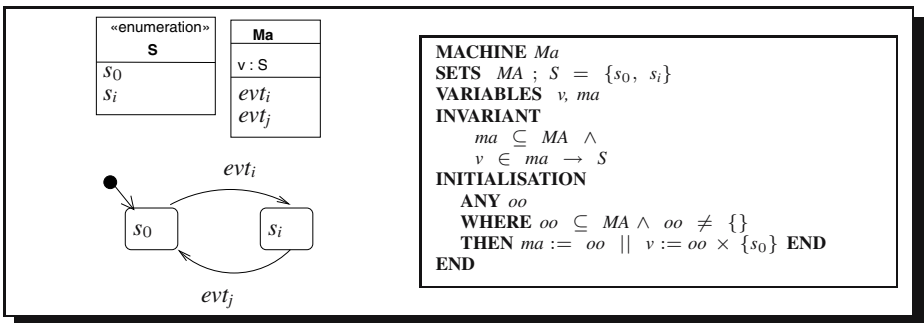 «enumeration»
S
s0
si
Ma
v : S
evti
evtj
evti
s0
si
evtj
MACHINE Ma
SETS MA ; S = {s0, si}
VARIABLES v, ma
INVARIANT
ma ⊆ MA ∧
v ∈ ma → S
INITIALISATION
ANY oo
WHERE oo ⊆ MA ∧ oo ≠ {}
THEN ma := oo || v := oo × {s0} END
END